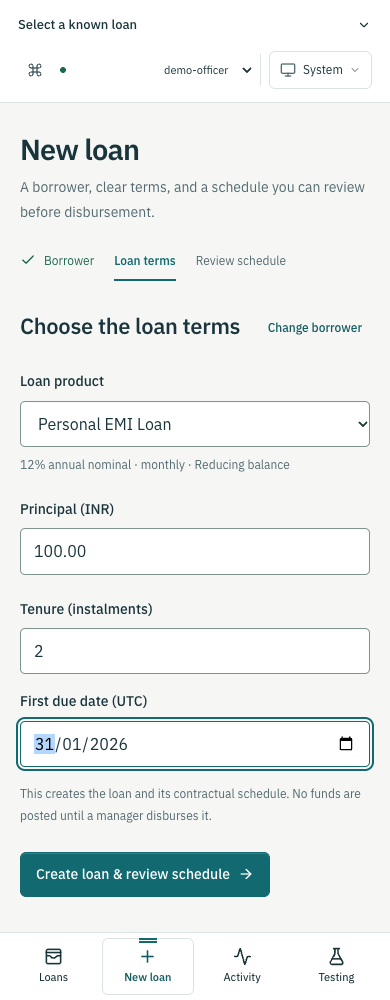 Select a known loan
demo-officer
System
New loan
A borrower, clear terms, and a schedule you can review
before disbursement.
Borrower Loan terms Review schedule
Choose the loan terms Change borrower
Loan product
Personal EMI Loan
12% annual nominal · monthly · Reducing balance
Principal (INR)
100.00
Tenure (instalments)
2
First due date (UTC)
31/01/2026
This creates the loan and its contractual schedule. No funds are
posted until a manager disburses it.
Create loan & review schedule →
Loans New loan Activity Testing